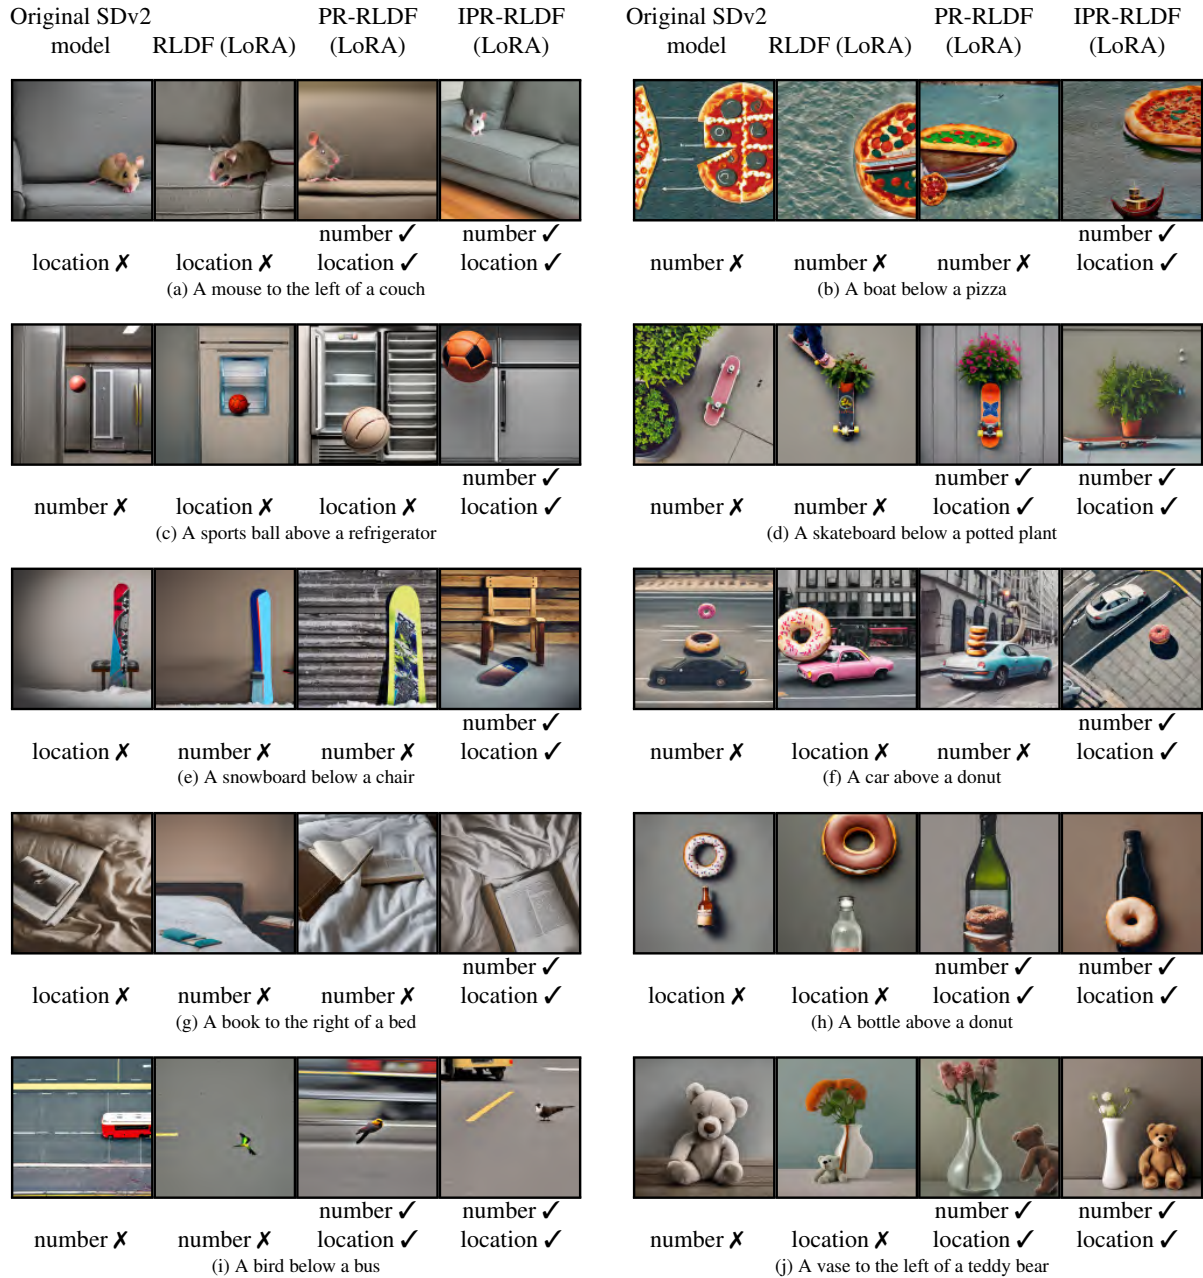 Original SDv2 model RLDF (LoRA) PR-RLDF (LoRA) IPR-RLDF (LoRA)
Original SDv2 model RLDF (LoRA) PR-RLDF (LoRA) IPR-RLDF (LoRA)
number ✓ number ✓
location ✗ location ✗ location ✓ location ✓
(a) A mouse to the left of a couch
number ✓
number ✗ number ✗ number ✗ location ✓
(b) A boat below a pizza
number ✓
number ✗ location ✗ location ✗ location ✓
(c) A sports ball above a refrigerator
number ✓ number ✓
number ✗ number ✗ location ✓ location ✓
(d) A skateboard below a potted plant
number ✓
location ✗ number ✗ number ✗ location ✓
(e) A snowboard below a chair
number ✓
number ✗ location ✗ number ✗ location ✓
(f) A car above a donut
number ✓
location ✗ number ✗ number ✗ location ✓
(g) A book to the right of a bed
number ✓ number ✓
location ✗ location ✗ location ✓ location ✓
(h) A bottle above a donut
number ✓ number ✓
number ✗ number ✗ location ✓ location ✓
(i) A bird below a bus
number ✓ number ✓
number ✗ location ✗ location ✓ location ✓
(j) A vase to the left of a teddy bear